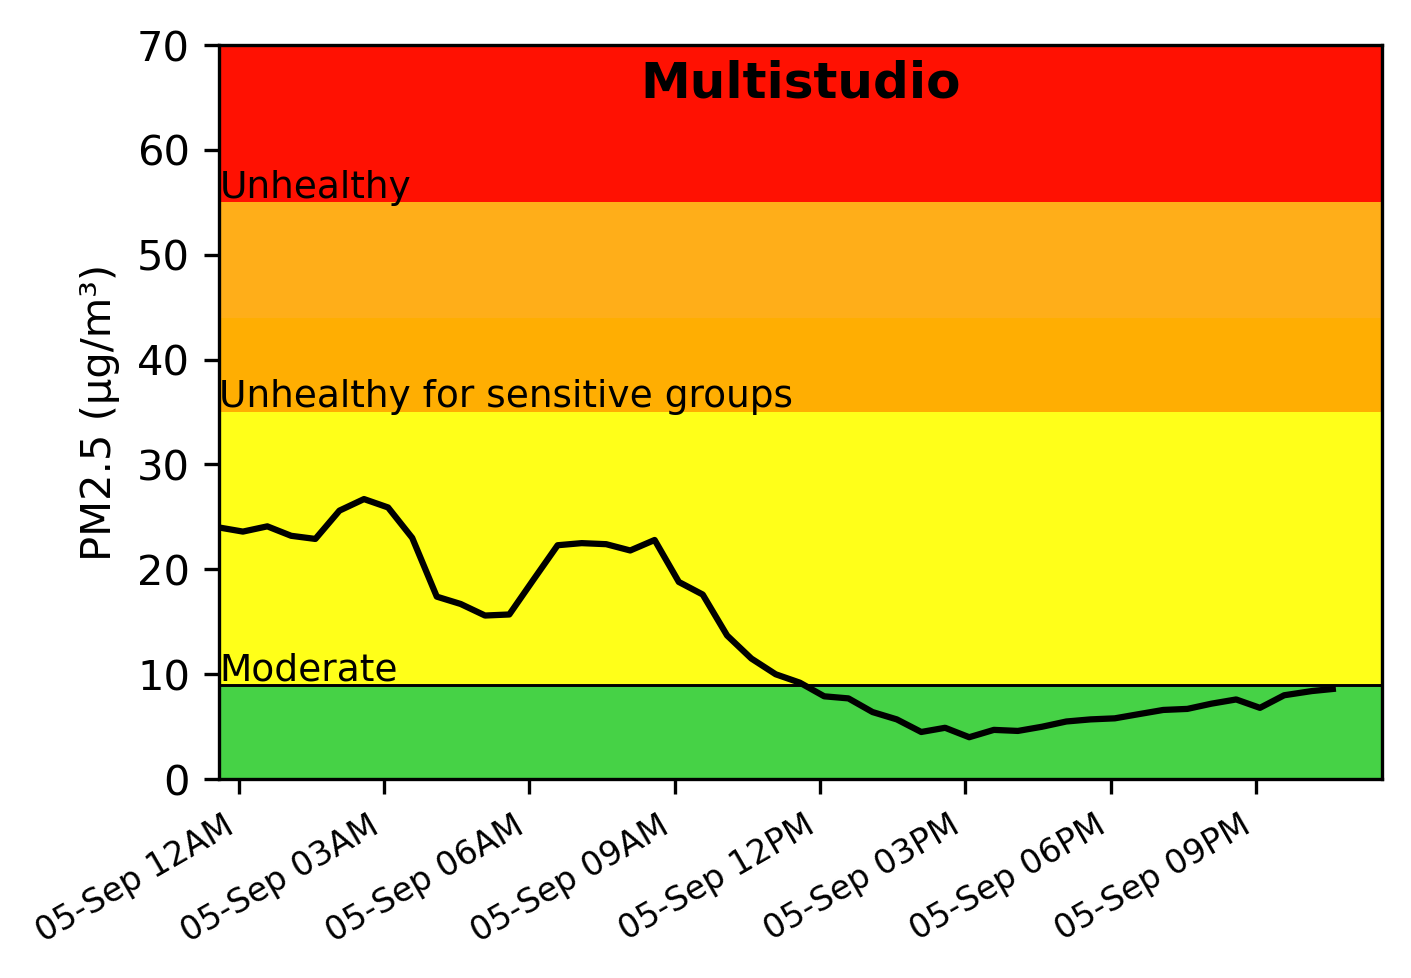 Multistudio
PM2.5 (µg/m³)
70
60
50
40
30
20
10
0
Unhealthy
Unhealthy for sensitive groups
Moderate
05-Sep 12AM
05-Sep 03AM
05-Sep 06AM
05-Sep 09AM
05-Sep 12PM
05-Sep 03PM
05-Sep 06PM
05-Sep 09PM